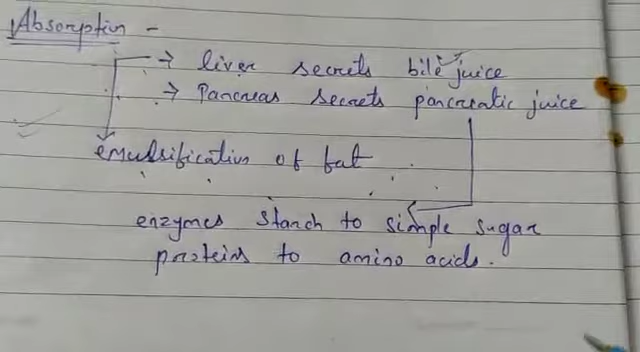 Absorption -
→ liver secrets bile juice
→ Pancreas secrets pancreatic juice
emulsification of fat
enzymes starch to simple sugar
proteins to amino acids.